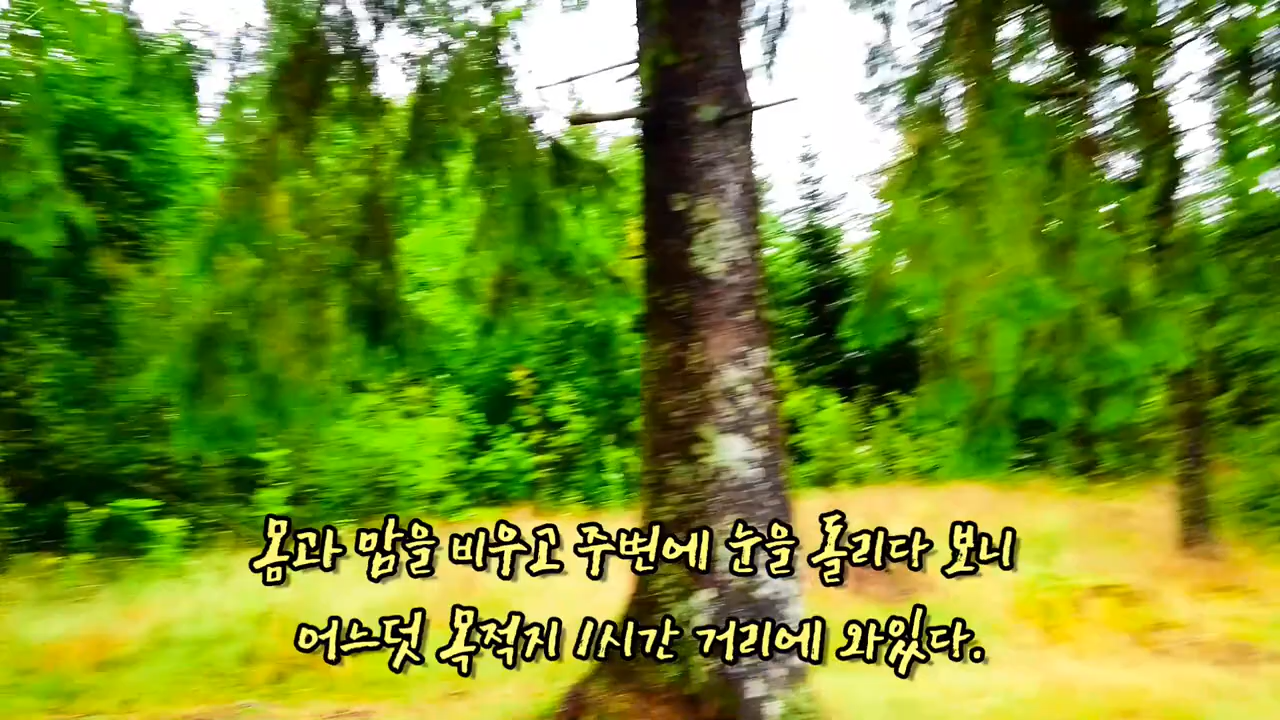 몸과 맘을 비우고 주변에 눈을 돌리다 보니
어느덧 목적지 1시간 거리에 와있다.